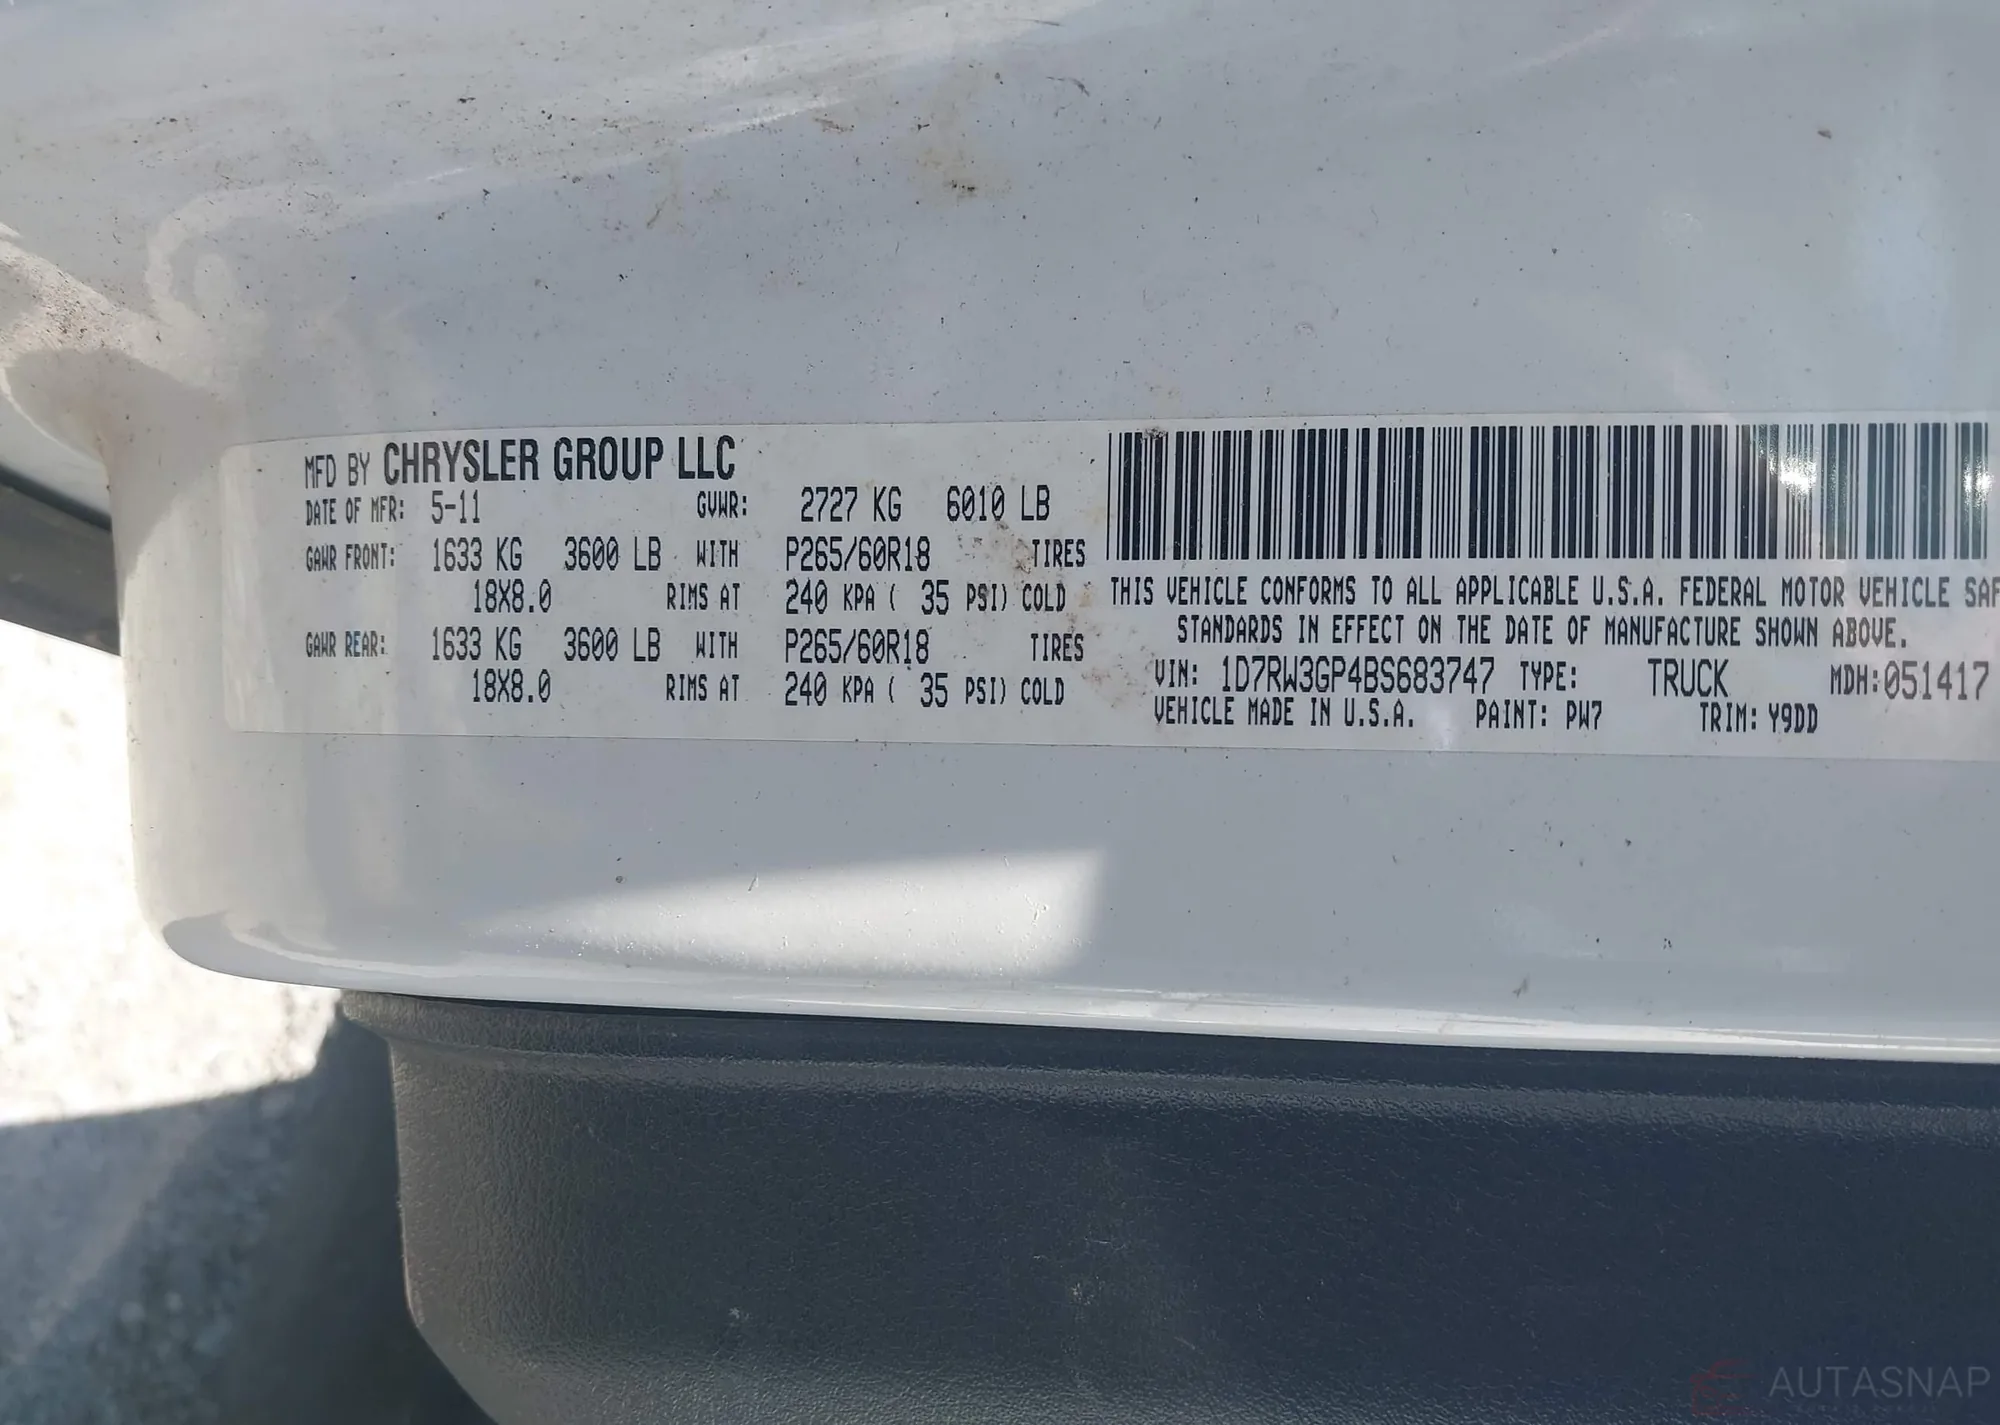 MFD BY CHRYSLER GROUP LLC
DATE OF MFR: 5-11 GVWR: 2727 KG 6010 LB
GAWR FRONT: 1633 KG 3600 LB WITH P265/60R18 TIRES
18X8.0 RIMS AT 240 KPA ( 35 PSI) COLD
GAWR REAR: 1633 KG 3600 LB WITH P265/60R18 TIRES
18X8.0 RIMS AT 240 KPA ( 35 PSI) COLD
THIS VEHICLE CONFORMS TO ALL APPLICABLE U.S.A. FEDERAL MOTOR VEHICLE SAF
STANDARDS IN EFFECT ON THE DATE OF MANUFACTURE SHOWN ABOVE.
VIN: 1D7RW3GP4BS683747 TYPE: TRUCK MDH:051417
VEHICLE MADE IN U.S.A. PAINT: PW7 TRIM: Y9DD
AUTASNAP